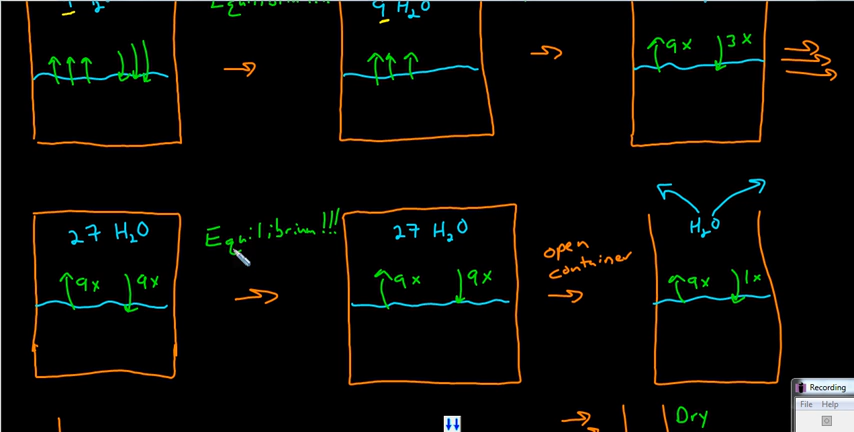 9 H₂O
9x
3x
27 H₂O
9x
9x
Equilibrium!!!
27 H₂O
9x
9x
open
container
H₂O
9x
1x
Dry
Recording
File Help